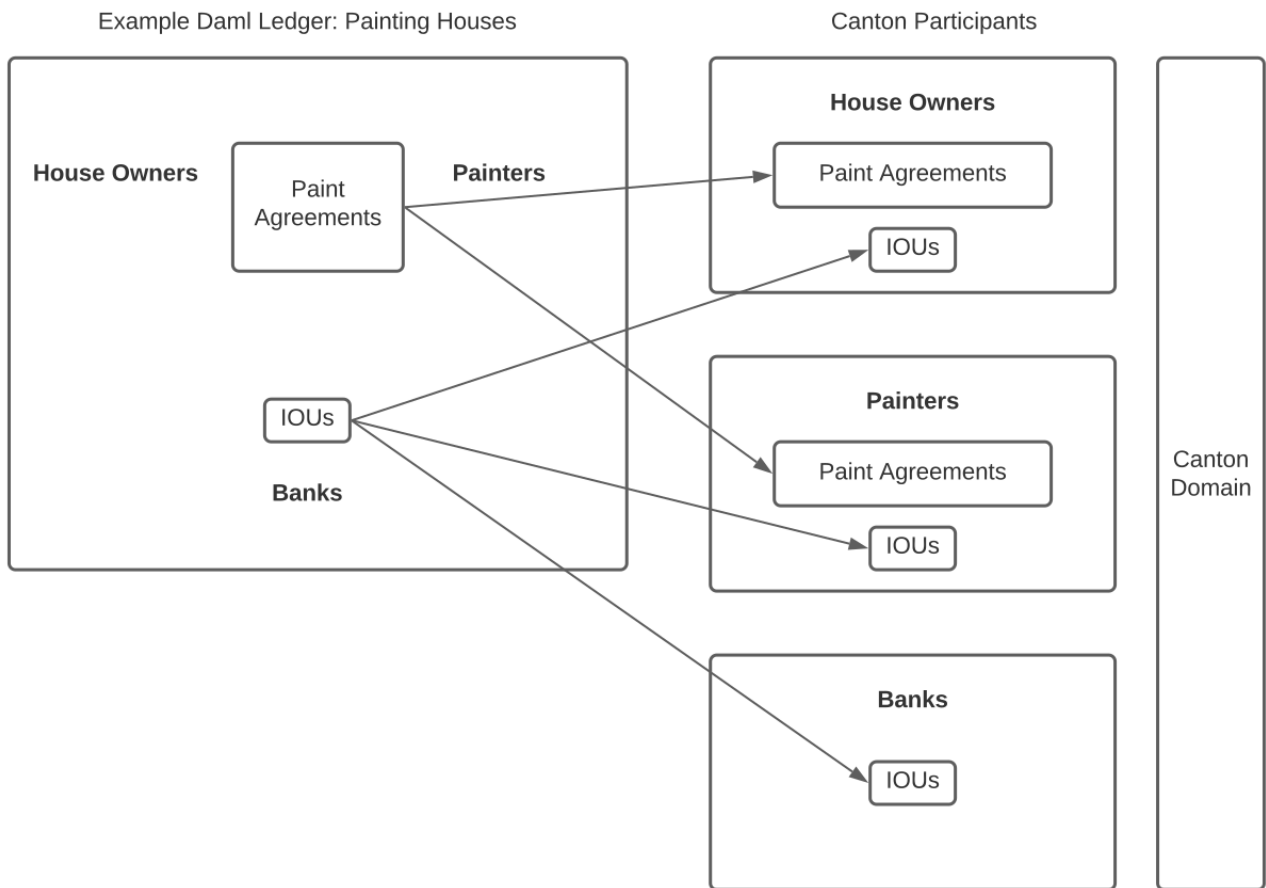 Example Daml Ledger: Painting Houses
House Owners
Paint
Agreements
Painters
IOUs
Banks
Canton Participants
House Owners
Paint Agreements
IOUs
Painters
Paint Agreements
IOUs
Banks
IOUs
Canton
Domain